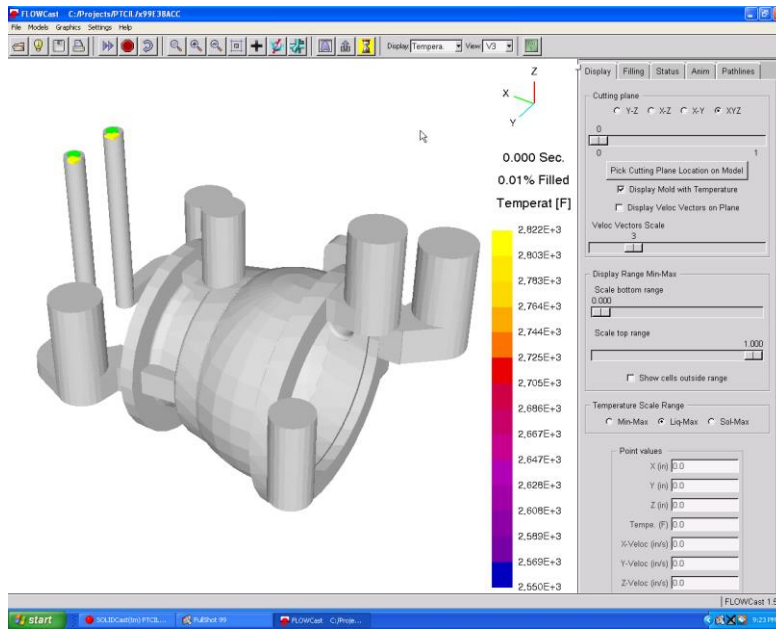 FLOWCast C:/Projects/PTCIL/x99E38ACC
File Models Graphics Settings Help
Display: Tempera. View: V3
Display Filling Status Anim Pathlines
Cutting plane
Y-Z X-Z X-Y XYZ
0
0 1
Pick Cutting Plane Location on Model
Display Mold with Temperature
Display Veloc Vectors on Plane
Veloc Vectors Scale
3
Display Range Min-Max
Scale bottom range
0.000
Scale top range
1.000
Show cells outside range
Temperature Scale Range
Min-Max Liq-Max Sol-Max
Point values
X (in) 0.0
Y (in) 0.0
Z (in) 0.0
Tempe. (F) 0.0
X-Veloc (in/s) 0.0
Y-Veloc (in/s) 0.0
Z-Veloc (in/s) 0.0
Z
X
Y
0.000 Sec.
0.01% Filled
Temperat [F]
2,822E+3
2,803E+3
2,783E+3
2,764E+3
2,744E+3
2,725E+3
2,705E+3
2,686E+3
2,667E+3
2,647E+3
2,628E+3
2,608E+3
2,589E+3
2,569E+3
2,550E+3
FLOWCast 1.5
start SOLIDCast(tm) PTCIL... FullShot 99 FLOWCast C:/Proje... 9:23 PM